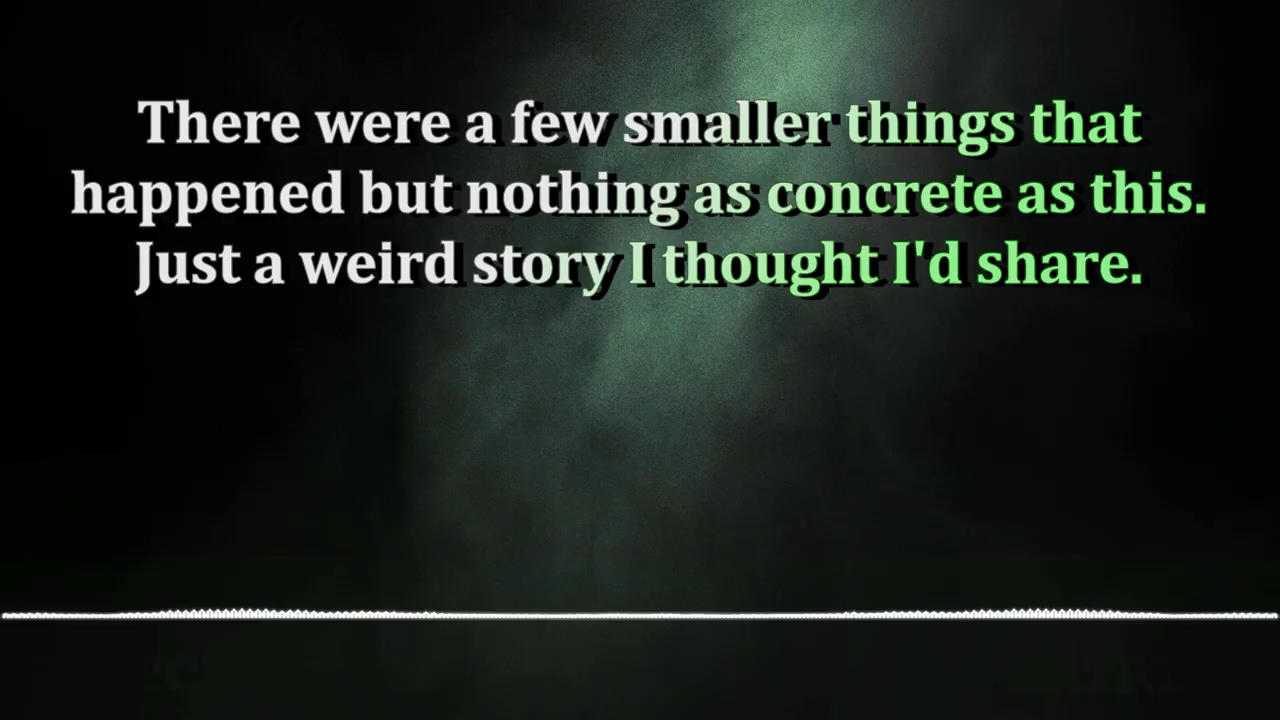 There were a few smaller things that
happened but nothing as concrete as this.
Just a weird story I thought I'd share.